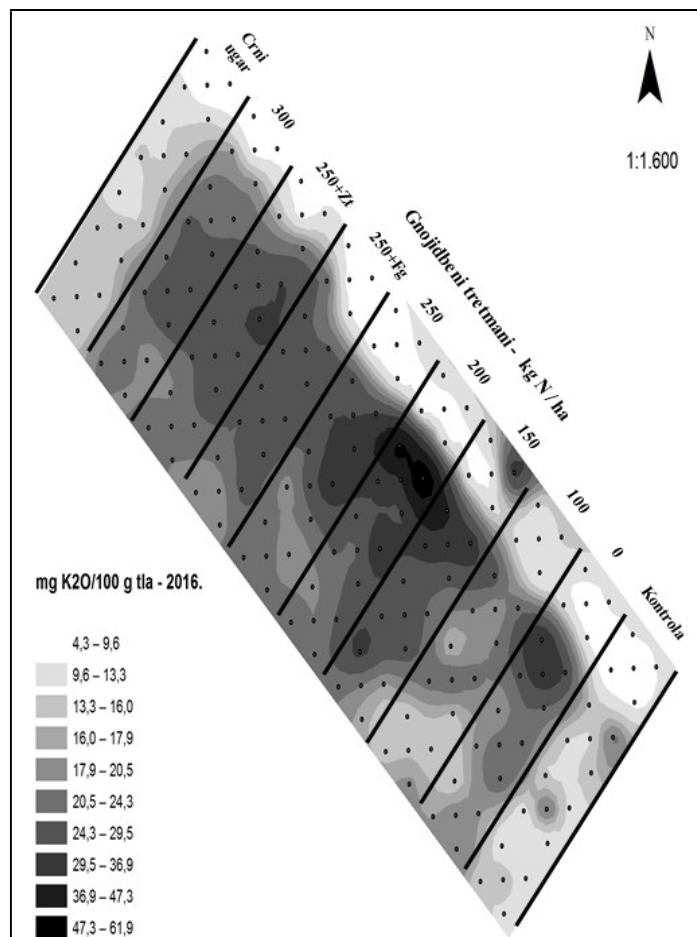 N
1:1.600
Crni
ugar
300
250+Zt
250+Fg
250
200
150
100
0
Kontrola
Gnojidbeni tretmani - kg N / ha
mg K2O/100 g tla - 2016.
4,3 – 9,6
9,6 – 13,3
13,3 – 16,0
16,0 – 17,9
17,9 – 20,5
20,5 – 24,3
24,3 – 29,5
29,5 – 36,9
36,9 – 47,3
47,3 – 61,9